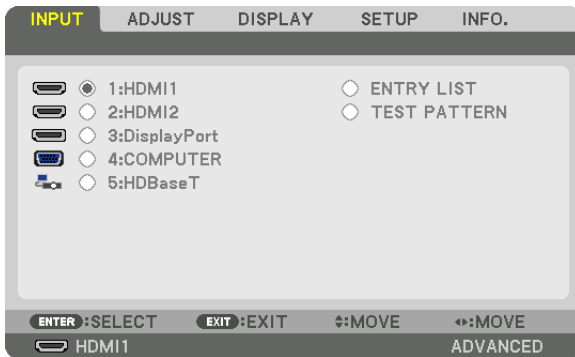 INPUT ADJUST DISPLAY SETUP INFO.
1:HDMI1 ENTRY LIST
2:HDMI2 TEST PATTERN
3:DisplayPort
4:COMPUTER
5:HDBaseT
ENTER:SELECT EXIT:EXIT :MOVE :MOVE
HDMI1 ADVANCED